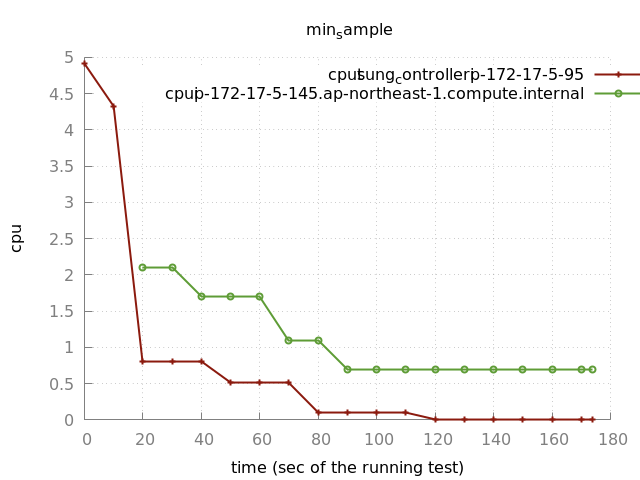 min_sample
cpu tsung_controller ip-172-17-5-95
cpu ip-172-17-5-145.ap-northeast-1.compute.internal
5
4.5
4
3.5
3
2.5
2
1.5
1
0.5
0
cpu
0 20 40 60 80 100 120 140 160 180
time (sec of the running test)